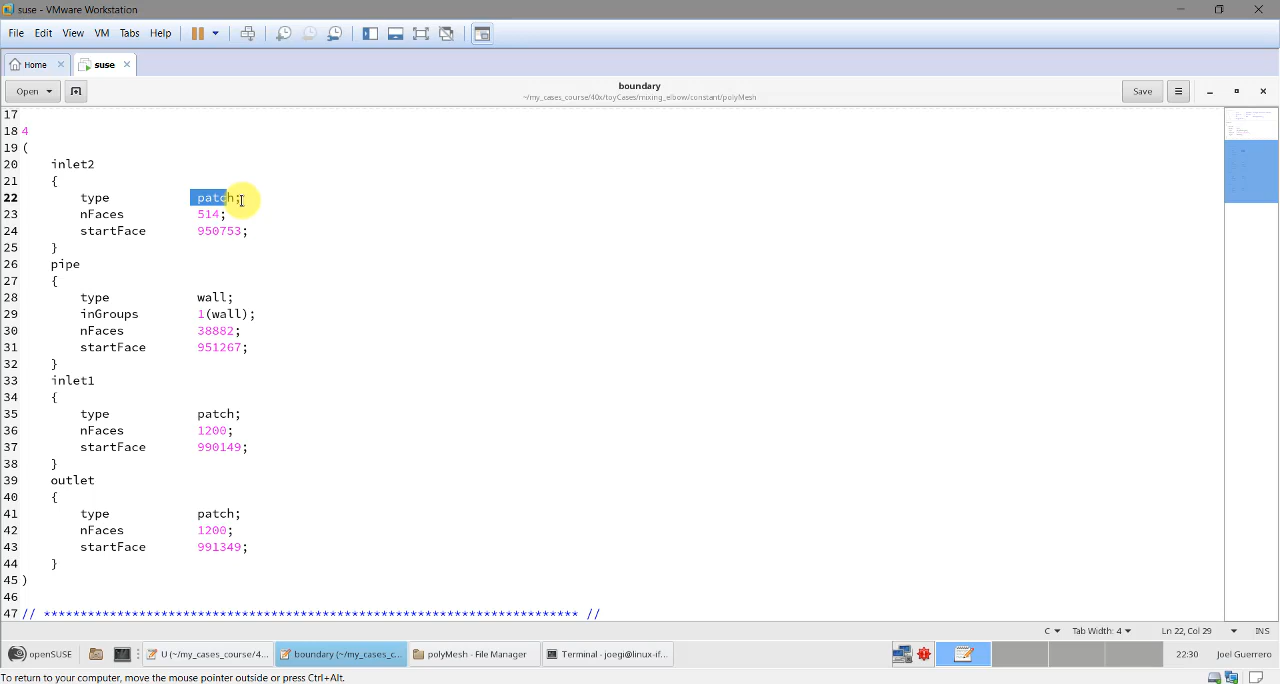 suse - VMware Workstation
File Edit View VM Tabs Help
Home suse
Open boundary Save
~/my_cases_course/40x/toyCases/mixing_elbow/constant/polyMesh
17
18 4
19 (
20 inlet2
21 {
22 type patch;
23 nFaces 514;
24 startFace 950753;
25 }
26 pipe
27 {
28 type wall;
29 inGroups 1(wall);
30 nFaces 38882;
31 startFace 951267;
32 }
33 inlet1
34 {
35 type patch;
36 nFaces 1200;
37 startFace 990149;
38 }
39 outlet
40 {
41 type patch;
42 nFaces 1200;
43 startFace 991349;
44 }
45 )
46
47 // ************************************************************************* //
C Tab Width: 4 Ln 22, Col 29 INS
openSUSE U (~/my_cases_course/4... boundary (~/my_cases_c... polyMesh - File Manager Terminal - joegi@linux-if... 22:30 Joel Guerrero
To return to your computer, move the mouse pointer outside or press Ctrl+Alt.